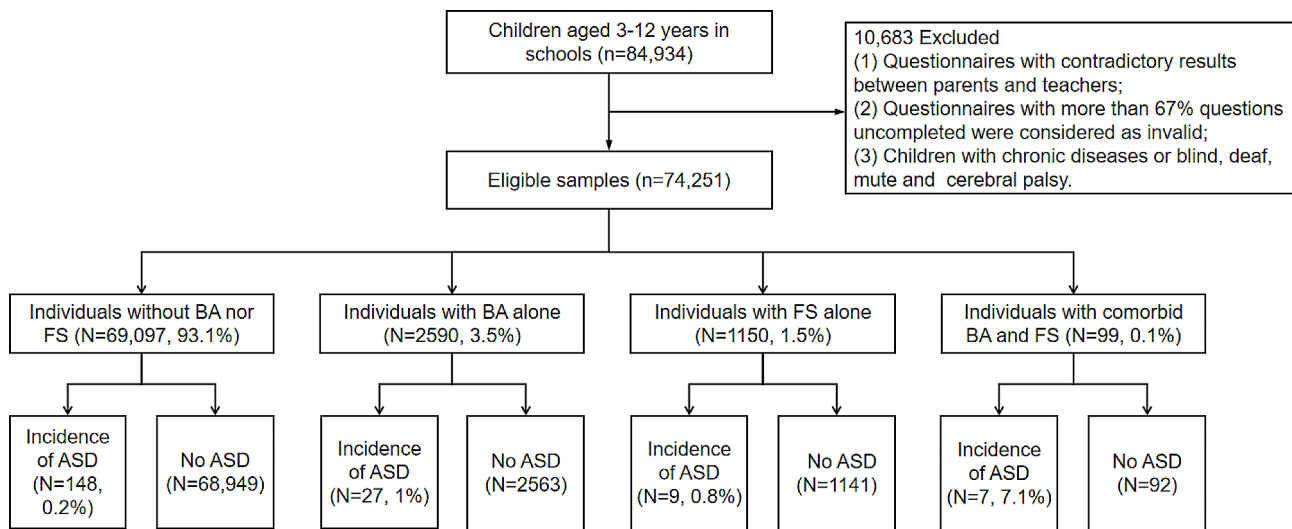 Children aged 3-12 years in
schools (n=84,934)
10,683 Excluded
(1) Questionnaires with contradictory results
between parents and teachers;
(2) Questionnaires with more than 67% questions
uncompleted were considered as invalid;
(3) Children with chronic diseases or blind, deaf,
mute and cerebral palsy.
Eligible samples (n=74,251)
Individuals without BA nor
FS (N=69,097, 93.1%)
Individuals with BA alone
(N=2590, 3.5%)
Individuals with FS alone
(N=1150, 1.5%)
Individuals with comorbid
BA and FS (N=99, 0.1%)
Incidence
of ASD
(N=148,
0.2%)
No ASD
(N=68,949)
Incidence
of ASD
(N=27, 1%)
No ASD
(N=2563)
Incidence
of ASD
(N=9, 0.8%)
No ASD
(N=1141)
Incidence of
ASD
(N=7, 7.1%)
No ASD
(N=92)